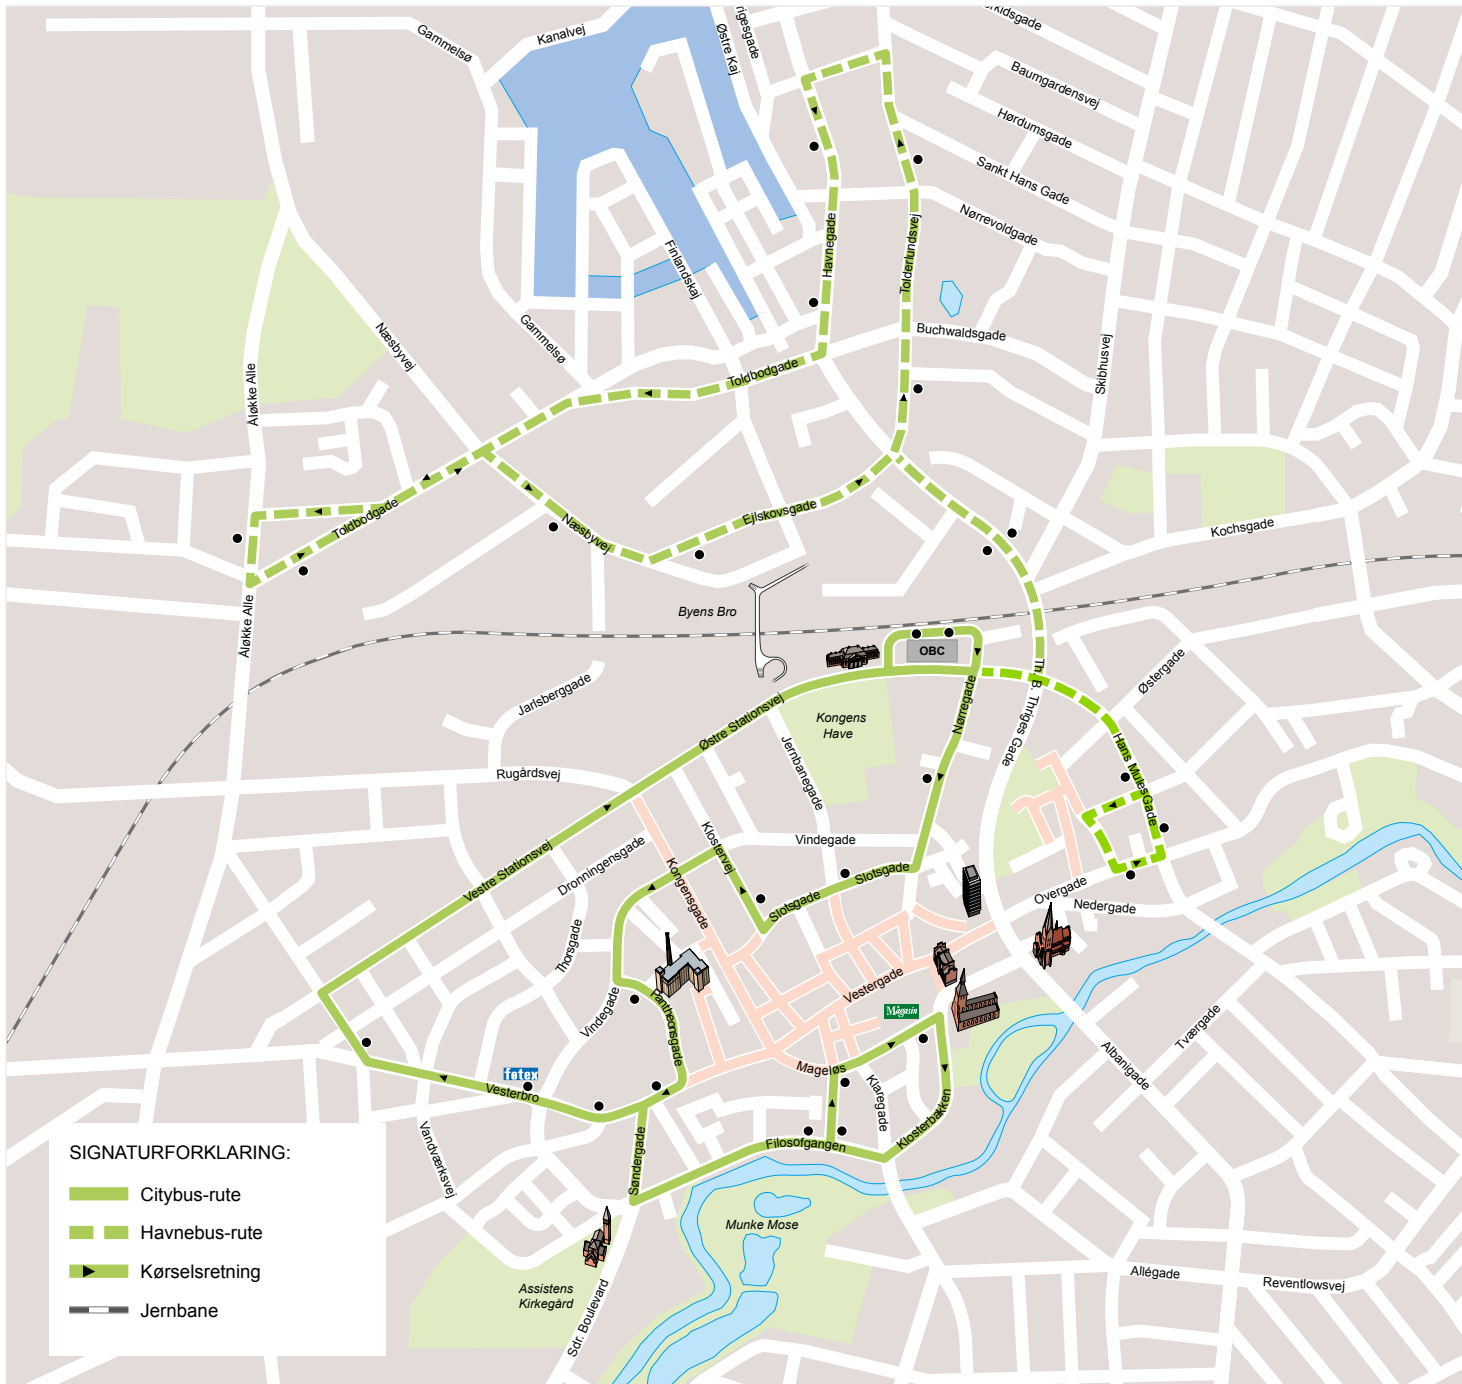 Gammelsø
Kanalvej
Østre Kaj
rigesgade
rkidsgade
Baumgardensvej
Hørdumsgade
Sankt Hans Gade
Nørrevoldgade
Havnegade
Tolderlundsvej
Finlandskaj
Gammelsø
Næsbyvej
Buchwaldsgade
Skibhusvej
Åløkke Alle
Toldbodgade
Toldbodgade
Næsbyvej
Ejlskovsgade
Kochsgade
Åløkke Alle
Byens Bro
OBC
Th. B. Thriges Gade
Østergade
Jarlsberggade
Østre Stationsvej
Kongens
Have
Nørregade
Jernbanegade
Hans Mules Gade
Rugårdsvej
Klostervej
Vindegade
Dronningensgade
Kongensgade
Vestre Stationsvej
Slotsgade
Slotsgade
Overgade
Nedergade
Thorsgade
Vindegade
Pantheonsgade
Vestergade
Magasin
Mageløs
Klaregade
Klosterbakken
Tværgade
Albanigade
føtex
Vesterbro
Vandværksvej
Søndergade
Filosofgangen
Munke Mose
Assistens
Kirkegård
Sdr. Boulevard
Allégade
Reventlowsvej
SIGNATURFORKLARING:
Citybus-rute
Havnebus-rute
Kørselsretning
Jernbane